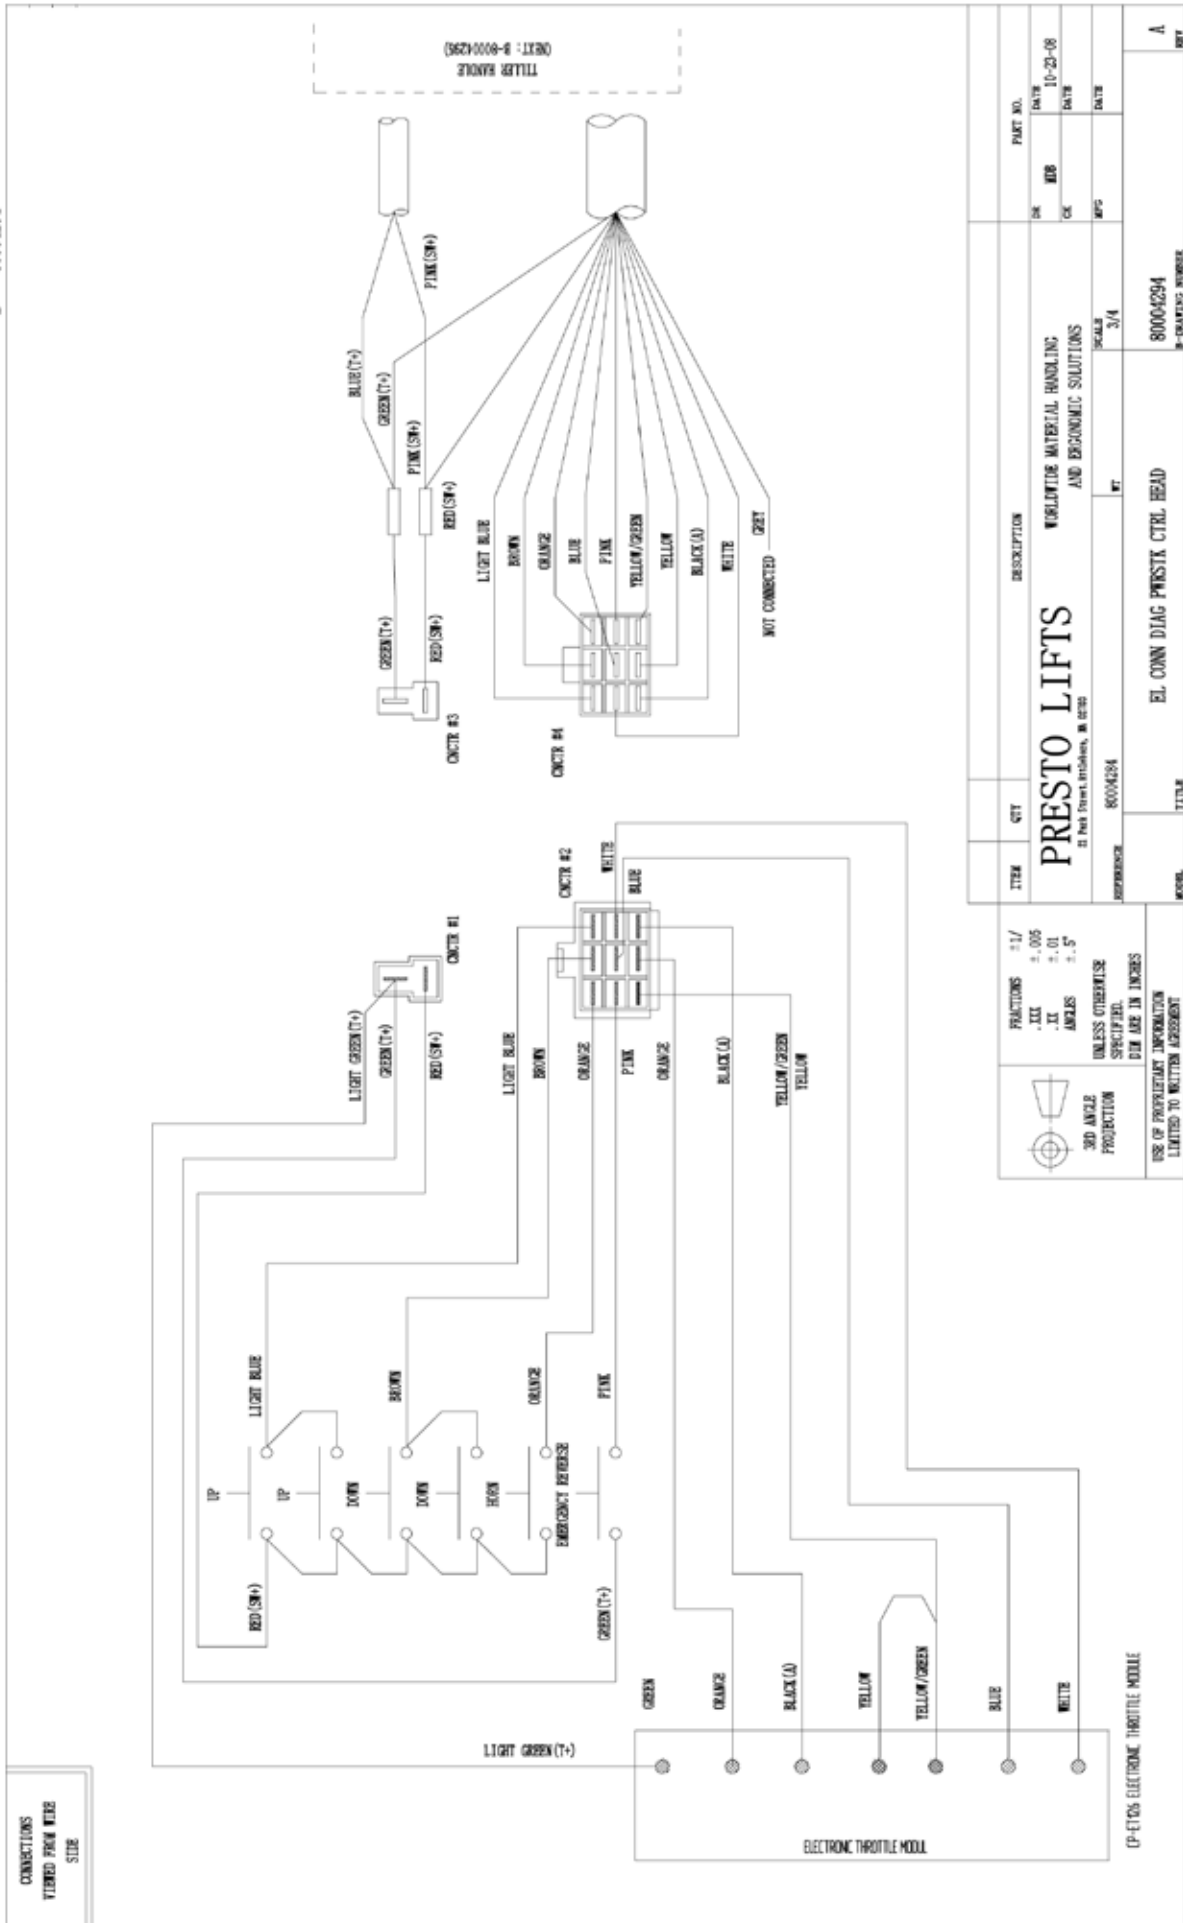 TILLER HANDLE
(NEXT: B-80004295)
CONNECTIONS
VIEWED FROM WIRE
SIDE
LIGHT GREEN(T+)
GREEN(T+)
RED(SW+)
CNCTR #1
UP
UP
DOWN
DOWN
HORN
EMERGENCY REVERSE
RED(SW+)
GREEN(T+)
LIGHT BLUE
BROWN
ORANGE
PINK
LIGHT BLUE
BROWN
ORANGE
PINK
ORANGE
BLACK(A)
YELLOW/GREEN
YELLOW
CNCTR #2
WHITE
BLUE
LIGHT GREEN(T+)
GREEN
ORANGE
BLACK(A)
YELLOW
YELLOW/GREEN
BLUE
WHITE
ELECTRONIC THROTTLE MODUL
ELECTRONIC THROTTLE MODULE
BLUE(T+)
GREEN(T+)
PINK(SW+)
PINK(SW+)
RED(SW+)
GREEN(T+)
RED(SW+)
CNCTR #3
LIGHT BLUE
BROWN
ORANGE
BLUE
PINK
YELLOW/GREEN
YELLOW
BLACK(A)
WHITE
GREY
NOT CONNECTED
CNCTR #4
3RD ANGLE
PROJECTION
FRACTIONS ±1/
.XXX ±.005
.XX ±.01
ANGLES ±.5°
UNLESS OTHERWISE
SPECIFIED.
DIM ARE IN INCHES
USE OF PROPRIETARY INFORMATION
LIMITED TO WRITTEN AGREEMENT
ITEM QTY DESCRIPTION PART NO.
PRESTO LIFTS
WORLDWIDE MATERIAL HANDLING
AND ERGONOMIC SOLUTIONS
DR MDB DATE 10-23-08
CK DATE
MFG DATE
REFERENCE 80004284
WT
SCALE 3/4
MODEL
TITLE EL CONN DIAG PWRSTK CTRL HEAD
80004294
B-DRAWING NUMBER
A
REV